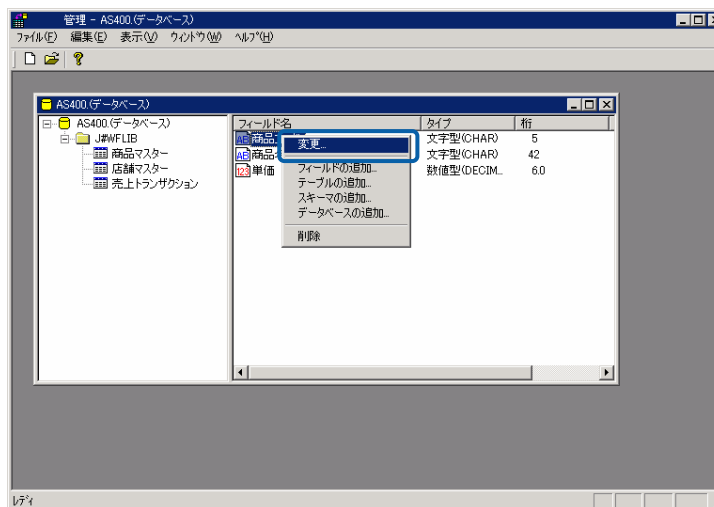 管理 - AS400.(データベース)
ファイル(F) 編集(E) 表示(V) ウィンドウ(W) ヘルプ(H)
AS400.(データベース)
AS400.(データベース)
J#WFLIB
商品マスター
店舗マスター
売上トランザクション
フィールド名 タイプ 桁
商品 文字型(CHAR) 5
商品 文字型(CHAR) 42
単価 数値型(DECIM... 6.0
変更...
フィールドの追加...
テーブルの追加...
スキーマの追加...
データベースの追加...
削除
レディ